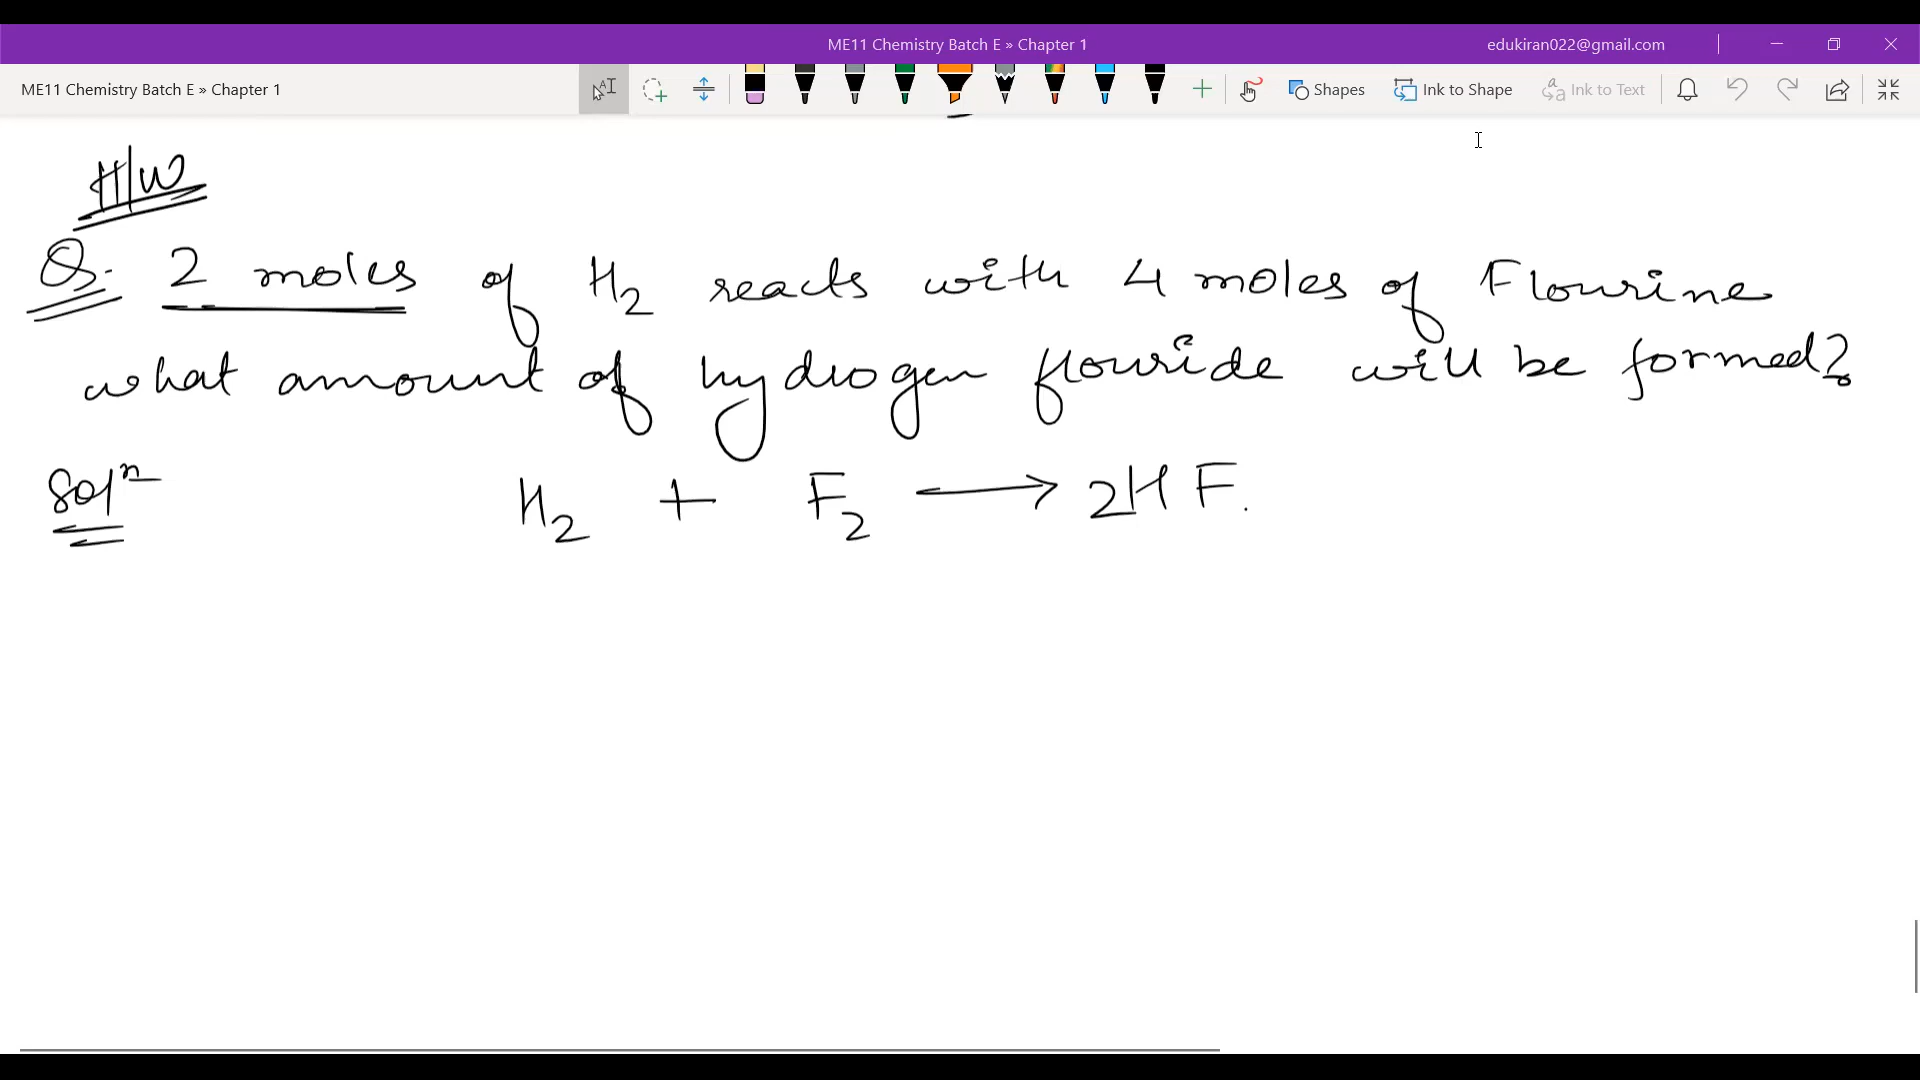 ME11 Chemistry Batch E » Chapter 1
edukiran022@gmail.com
ME11 Chemistry Batch E » Chapter 1
Shapes
Ink to Shape
Ink to Text
H/W
Q. 2 moles of H₂ reacts with 4 moles of Flourine
what amount of hydrogen flouride will be formed?
Solⁿ H₂ + F₂ → 2HF.